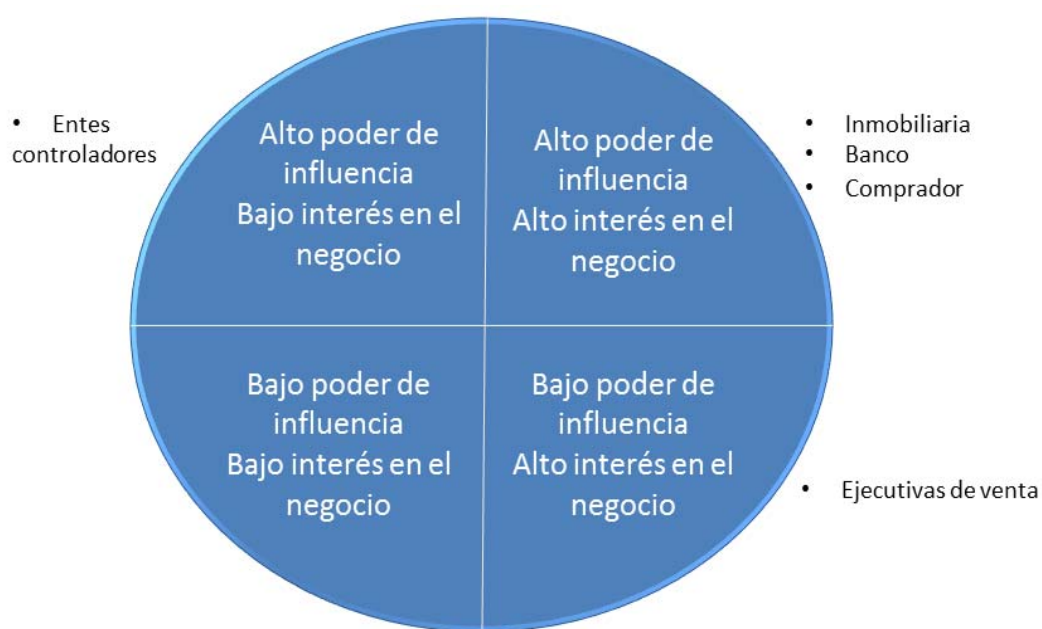 • Entes
controladores
Alto poder de
influencia
Bajo interés en el
negocio
Alto poder de
influencia
Alto interés en el
negocio
• Inmobiliaria
• Banco
• Comprador
Bajo poder de
influencia
Bajo interés en el
negocio
Bajo poder de
influencia
Alto interés en el
negocio
• Ejecutivas de venta